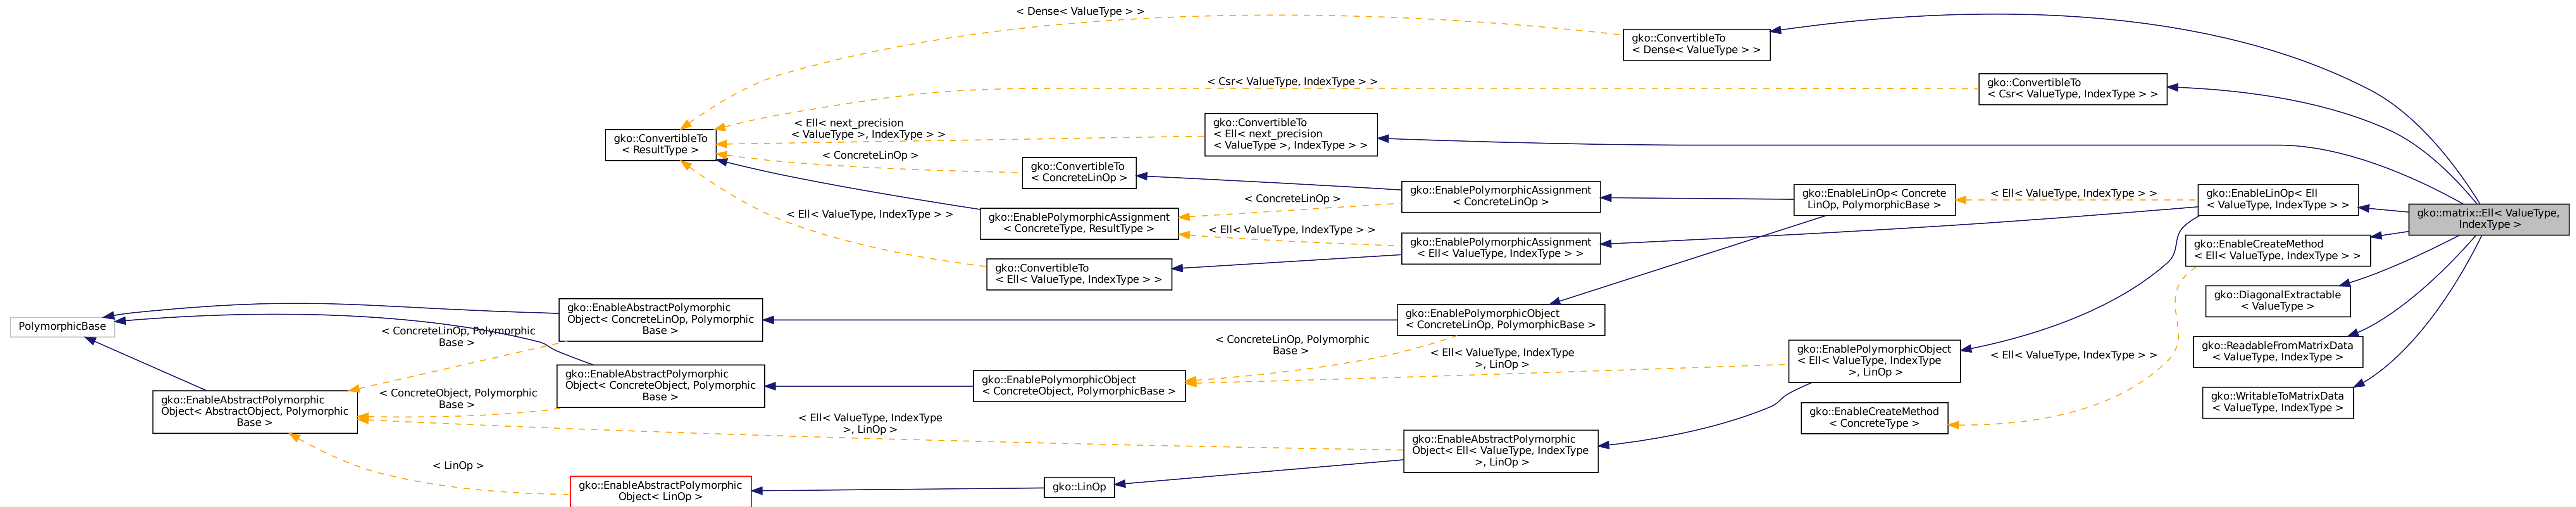 < Dense< ValueType > >
gko::ConvertibleTo
< Dense< ValueType > >
< Csr< ValueType, IndexType > >
gko::ConvertibleTo
< Csr< ValueType, IndexType > >
gko::ConvertibleTo
< ResultType >
< Ell< next_precision
< ValueType >, IndexType > >
gko::ConvertibleTo
< Ell< next_precision
< ValueType >, IndexType > >
< ConcreteLinOp >
gko::ConvertibleTo
< ConcreteLinOp >
gko::EnablePolymorphicAssignment
< ConcreteLinOp >
gko::EnableLinOp< Concrete
LinOp, PolymorphicBase >
< Ell< ValueType, IndexType > >
gko::EnableLinOp< Ell
< ValueType, IndexType > >
gko::matrix::Ell< ValueType,
IndexType >
< Ell< ValueType, IndexType > >
gko::EnablePolymorphicAssignment
< ConcreteType, ResultType >
< ConcreteLinOp >
< Ell< ValueType, IndexType > >
gko::EnablePolymorphicAssignment
< Ell< ValueType, IndexType > >
gko::EnableCreateMethod
< Ell< ValueType, IndexType > >
gko::ConvertibleTo
< Ell< ValueType, IndexType > >
gko::DiagonalExtractable
< ValueType >
PolymorphicBase
gko::EnableAbstractPolymorphic
Object< ConcreteLinOp, Polymorphic
Base >
gko::EnablePolymorphicObject
< ConcreteLinOp, PolymorphicBase >
< ConcreteLinOp, Polymorphic
Base >
< ConcreteLinOp, Polymorphic
Base >
< Ell< ValueType, IndexType
>, LinOp >
gko::EnablePolymorphicObject
< Ell< ValueType, IndexType
>, LinOp >
< Ell< ValueType, IndexType > >
gko::ReadableFromMatrixData
< ValueType, IndexType >
gko::EnableAbstractPolymorphic
Object< ConcreteObject, Polymorphic
Base >
gko::EnablePolymorphicObject
< ConcreteObject, PolymorphicBase >
gko::EnableAbstractPolymorphic
Object< AbstractObject, Polymorphic
Base >
< ConcreteObject, Polymorphic
Base >
gko::WritableToMatrixData
< ValueType, IndexType >
gko::EnableCreateMethod
< ConcreteType >
< Ell< ValueType, IndexType
>, LinOp >
gko::EnableAbstractPolymorphic
Object< Ell< ValueType, IndexType
>, LinOp >
< LinOp >
gko::EnableAbstractPolymorphic
Object< LinOp >
gko::LinOp